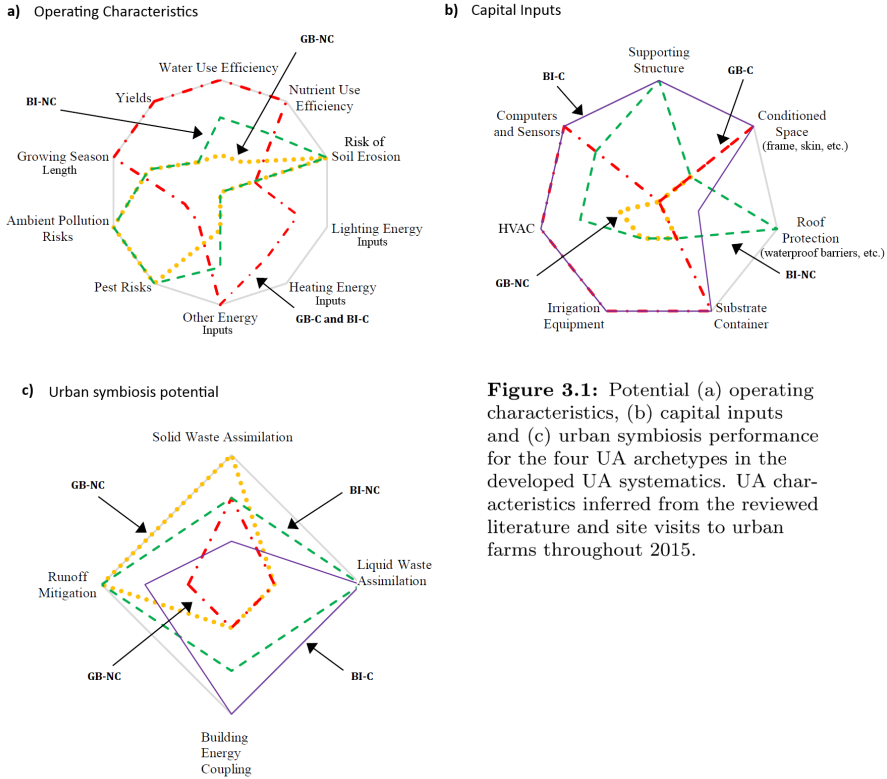 a) Operating Characteristics
GB-NC
Water Use Efficiency
Nutrient Use
Efficiency
Yields
BI-NC
Risk of
Soil Erosion
Growing Season
Length
Ambient Pollution
Risks
Lighting Energy
Inputs
Pest Risks
Heating Energy
Inputs
Other Energy
Inputs
GB-C and BI-C
b) Capital Inputs
Supporting
Structure
BI-C
GB-C
Computers
and Sensors
Conditioned
Space
(frame, skin, etc.)
HVAC
Roof
Protection
(waterproof barriers, etc.)
GB-NC
BI-NC
Irrigation
Equipment
Substrate
Container
c) Urban symbiosis potential
Solid Waste Assimilation
GB-NC
BI-NC
Liquid Waste
Assimilation
Runoff
Mitigation
GB-NC
BI-C
Building
Energy
Coupling
Figure 3.1: Potential (a) operating
characteristics, (b) capital inputs
and (c) urban symbiosis performance
for the four UA archetypes in the
developed UA systematics. UA char-
acteristics inferred from the reviewed
literature and site visits to urban
farms throughout 2015.